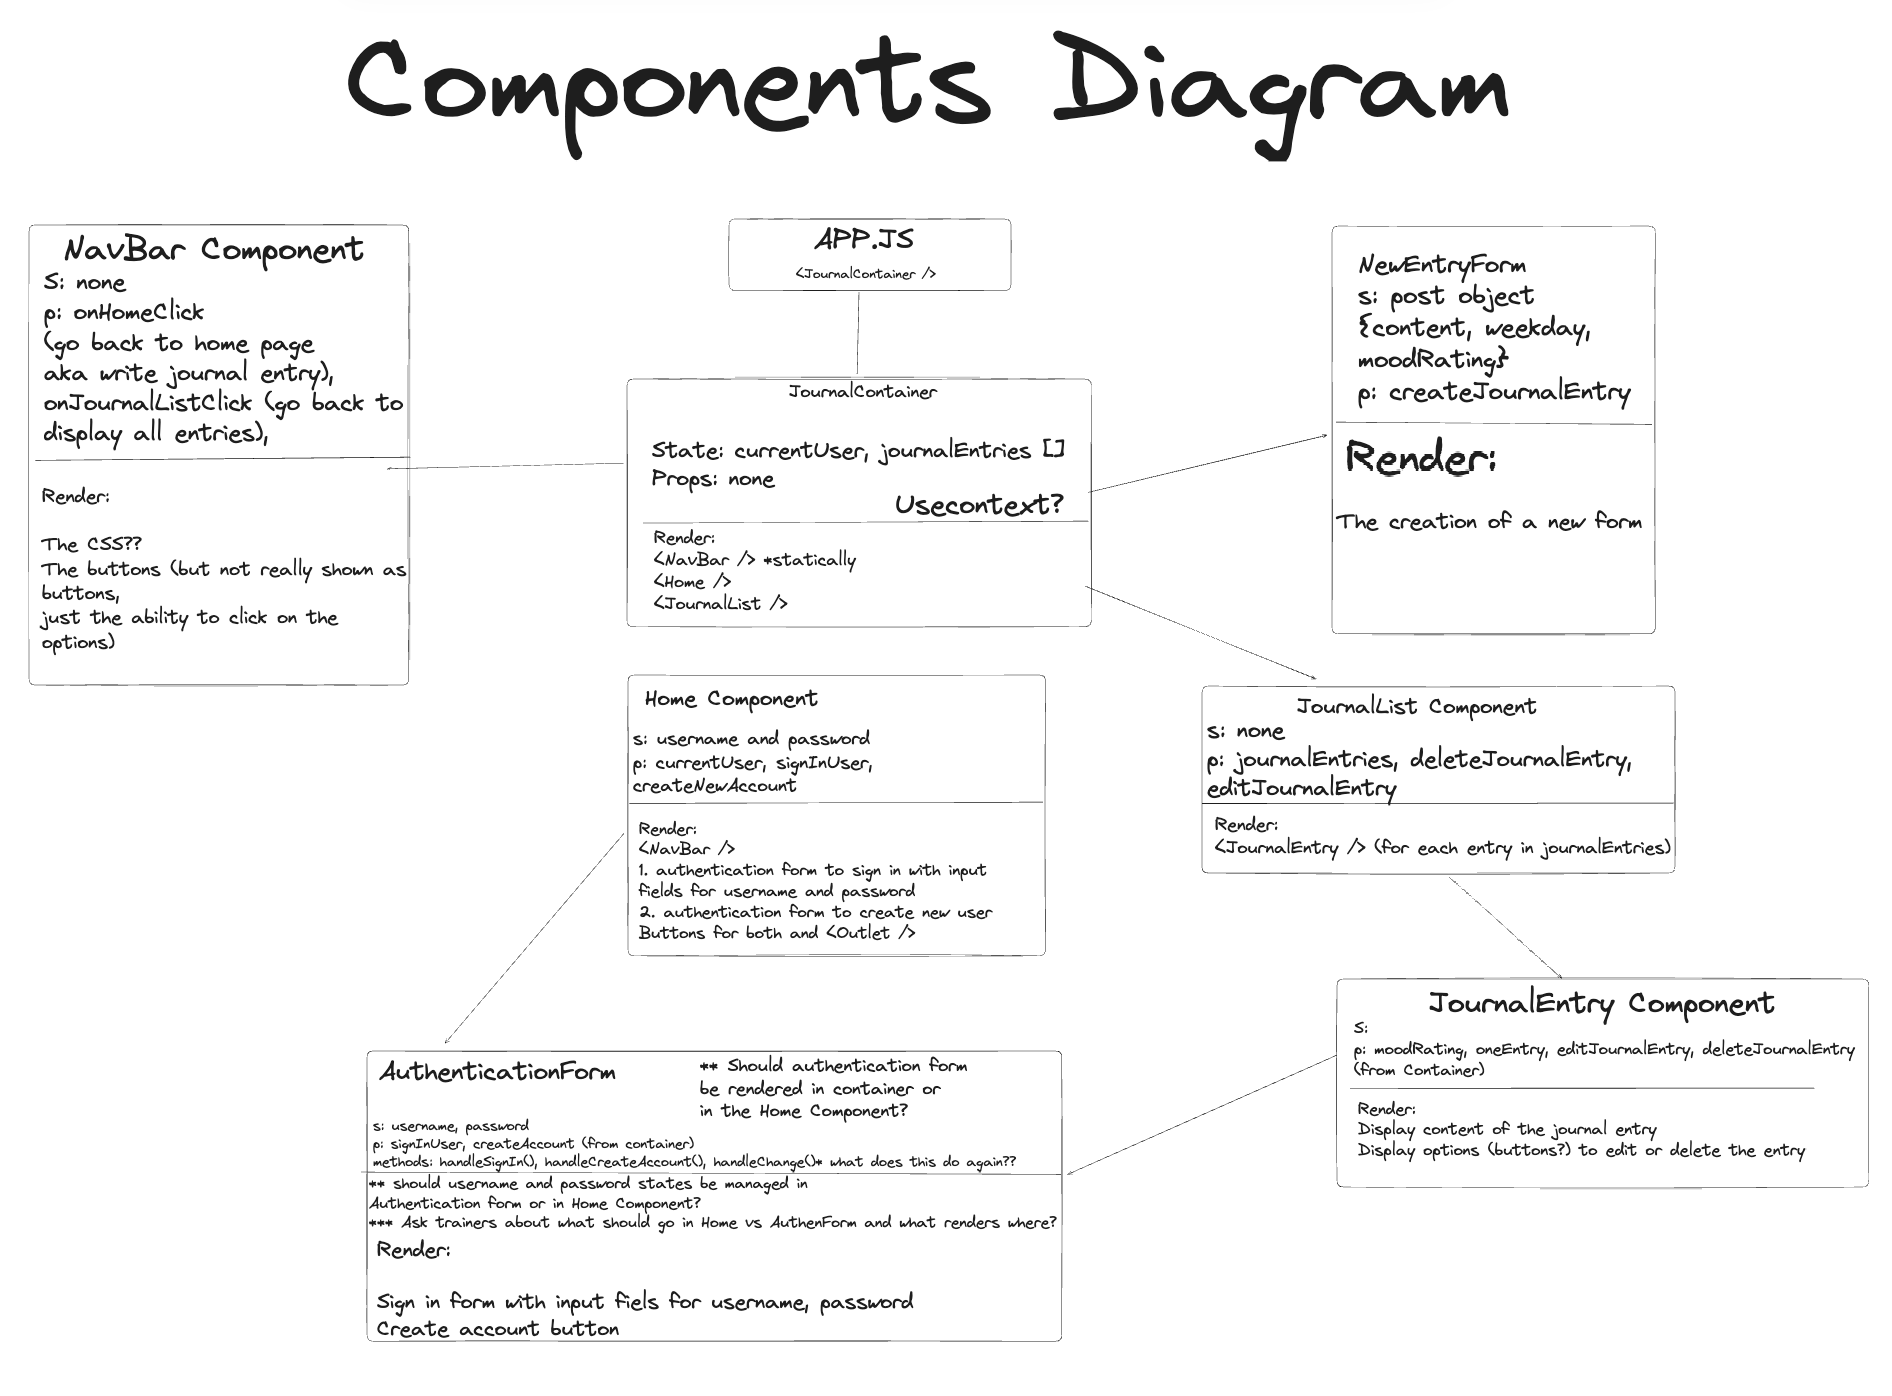 Components Diagram
NavBar Component
S: none
p: onHomeClick
(go back to home page
aka write journal entry),
onJournalListClick (go back to
display all entries),
Render:
The CSS??
The buttons (but not really shown as
buttons,
just the ability to click on the
options)
APP.JS
<JournalContainer />
JournalContainer
State: currentUser, journalEntries []
Props: none
Usecontext?
Render:
<NavBar /> *statically
<Home />
<JournalList />
NewEntryForm
s: post object
{content, weekday,
moodRating}
p: createJournalEntry
Render:
The creation of a new form
Home Component
s: username and password
p: currentUser, signInUser,
createNewAccount
Render:
<NavBar />
1. authentication form to sign in with input
fields for username and password
2. authentication form to create new user
Buttons for both and <Outlet />
JournalList Component
s: none
p: journalEntries, deleteJournalEntry,
editJournalEntry
Render:
<JournalEntry /> (for each entry in journalEntries)
JournalEntry Component
S:
p: moodRating, oneEntry, editJournalEntry, deleteJournalEntry
(from Container)
Render:
Display content of the journal entry
Display options (buttons?) to edit or delete the entry
AuthenticationForm
** Should authentication form
be rendered in container or
in the Home Component?
s: username, password
p: signInUser, createAccount (from container)
methods: handleSignIn(), handleCreateAccount(), handleChange()* what does this do again??
** should username and password states be managed in
Authentication form or in Home Component?
*** Ask trainers about what should go in Home vs AuthenForm and what renders where?
Render:
Sign in form with input fiels for username, password
Create account button